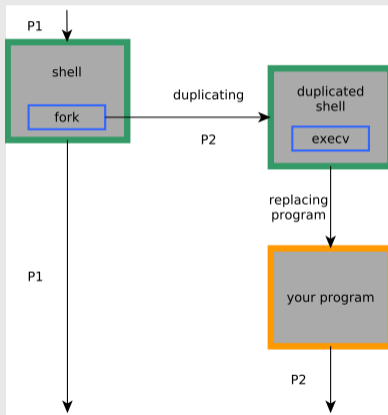 P1
shell
fork
duplicating
P2
duplicated
shell
execv
replacing
program
P1
your program
P2